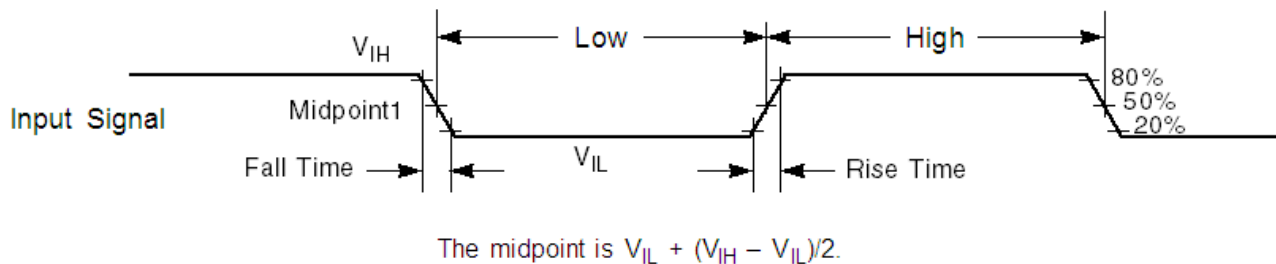 Low High
V_IH
80%
Input Signal Midpoint1 50%
20%
Fall Time V_IL Rise Time
The midpoint is V_IL + (V_IH – V_IL)/2.